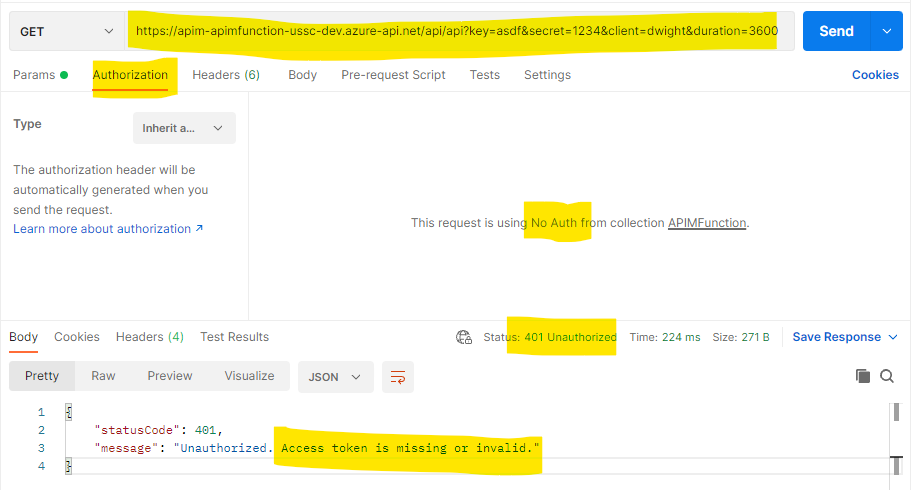 GET
https://apim-apimfunction-ussc-dev.azure-api.net/api/api?key=asdf&secret=1234&client=dwight&duration=3600
Send
Params
Authorization
Headers (6)
Body
Pre-request Script
Tests
Settings
Cookies
Type
Inherit a...
The authorization header will be
automatically generated when you
send the request.
Learn more about authorization ↗
This request is using No Auth from collection APIMFunction.
Body
Cookies
Headers (4)
Test Results
Status: 401 Unauthorized
Time: 224 ms
Size: 271 B
Save Response
Pretty
Raw
Preview
Visualize
JSON
1 {
2 "statusCode": 401,
3 "message": "Unauthorized. Access token is missing or invalid."
4 }